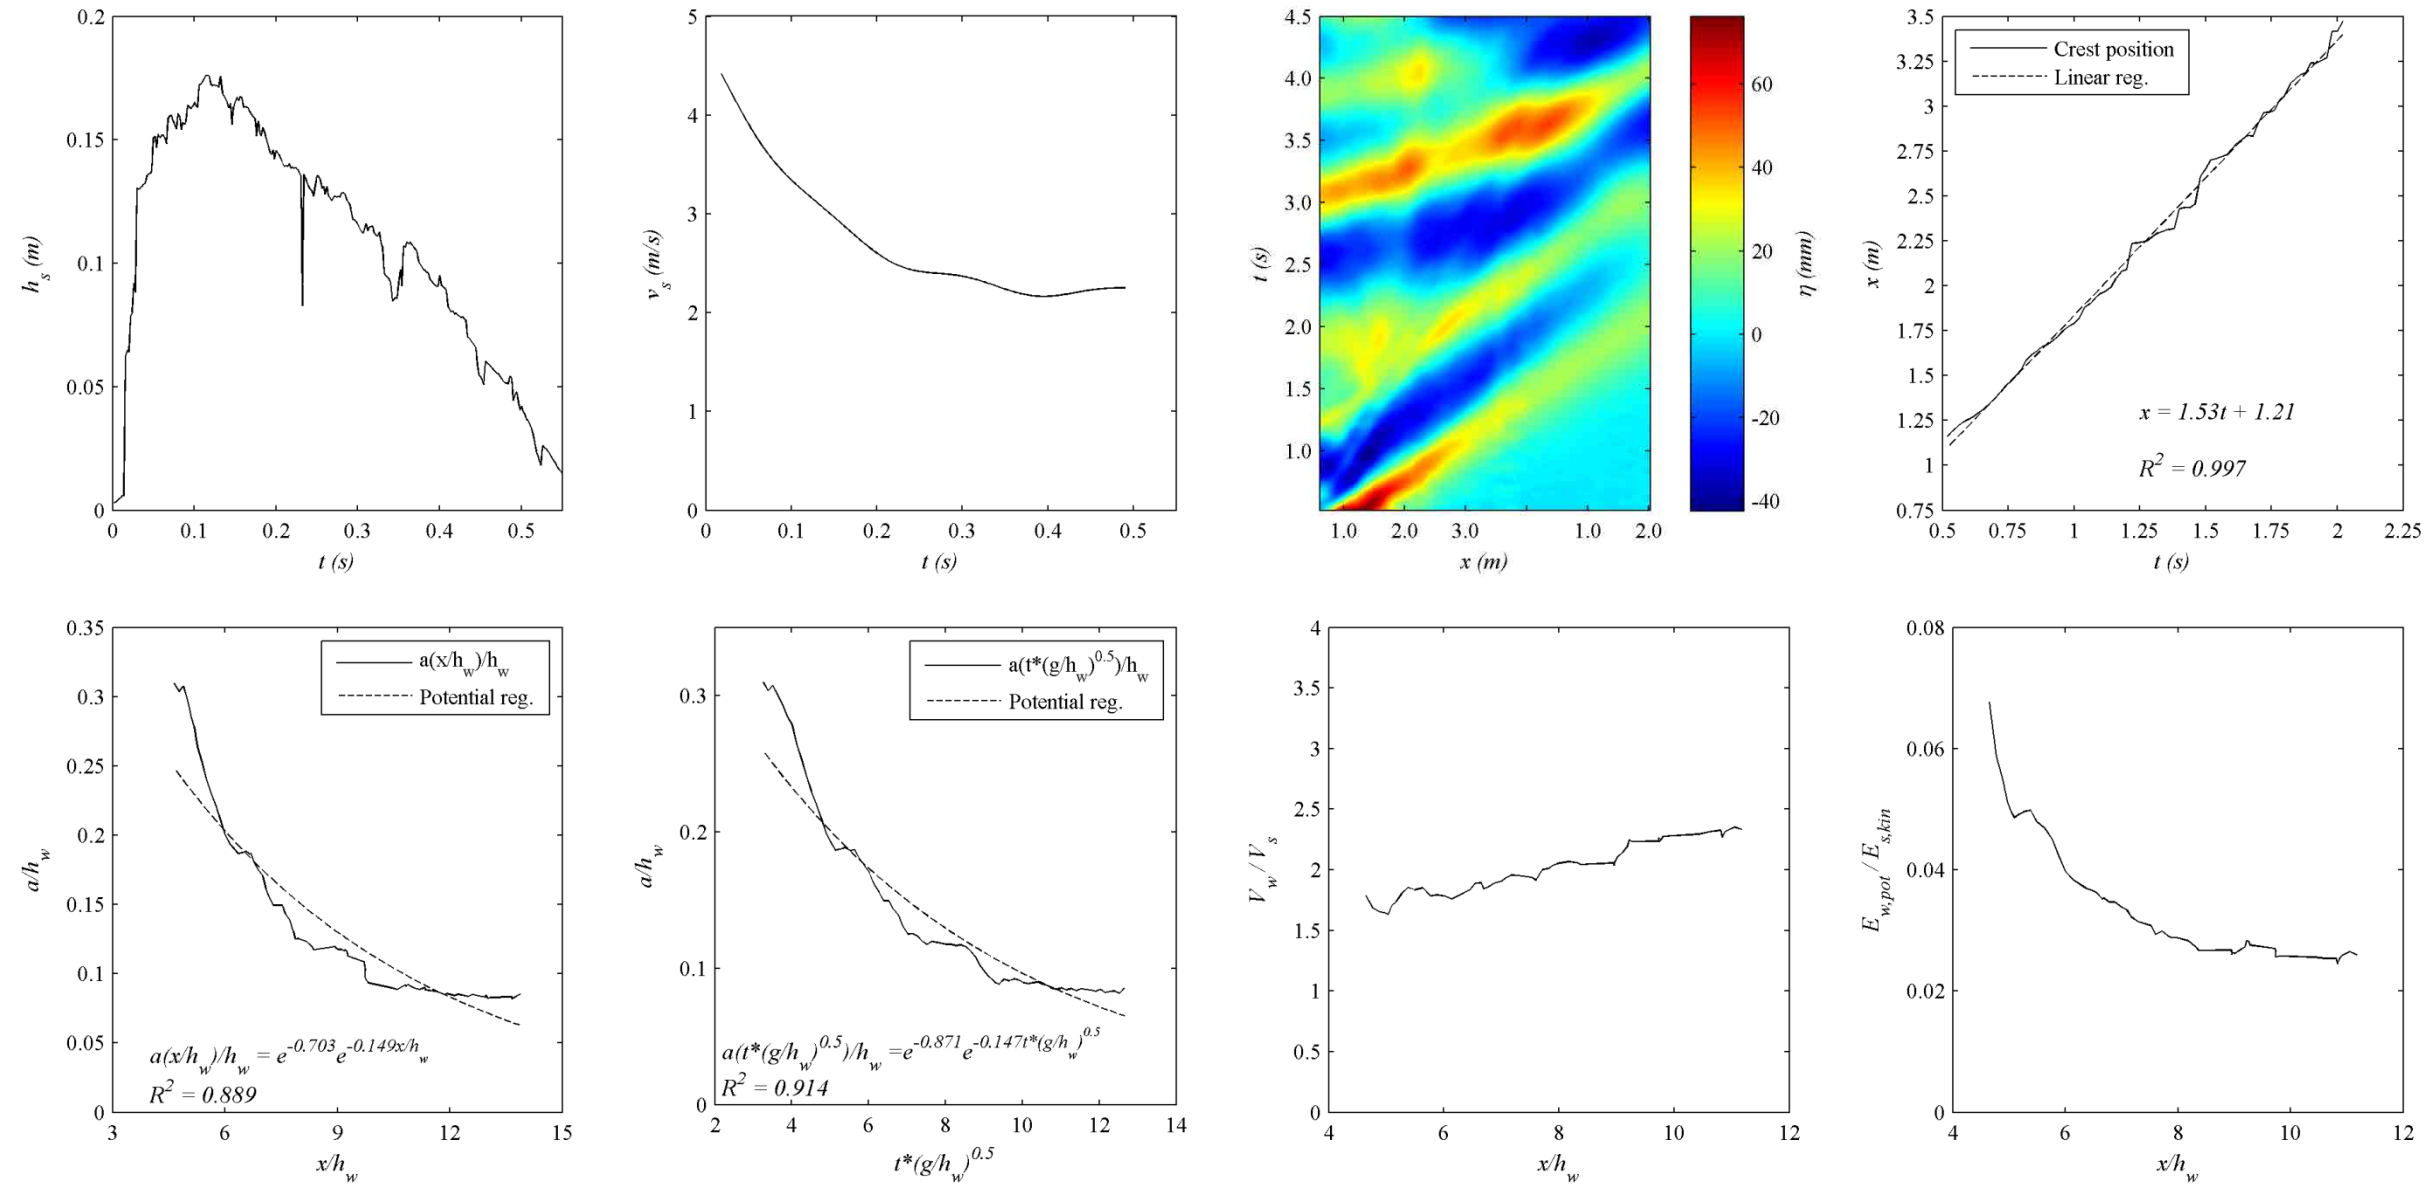 0.2
0.15
0.1
0.05
0
h_s (m)
0 0.1 0.2 0.3 0.4 0.5
t (s)
5
4
3
2
1
0
v_s (m/s)
0 0.1 0.2 0.3 0.4 0.5
t (s)
4.5
4.0
3.5
3.0
2.5
2.0
1.5
1.0
t (s)
1.0 2.0 3.0 1.0 2.0
x (m)
60
40
20
0
-20
-40
η (mm)
3.5
3.25
3
2.75
2.5
2.25
2
1.75
1.5
1.25
1
0.75
x (m)
Crest position
Linear reg.
x = 1.53t + 1.21
R^2 = 0.997
0.5 0.75 1 1.25 1.5 1.75 2 2.25
t (s)
0.35
0.3
0.25
0.2
0.15
0.1
0.05
0
a/h_w
a(x/h_w)/h_w
Potential reg.
a(x/h_w)/h_w = e^-0.703 e^-0.149x/h_w
R^2 = 0.889
3 6 9 12 15
x/h_w
0.3
0.2
0.1
0
a/h_w
a(t*(g/h_w)^0.5)/h_w
Potential reg.
a(t*(g/h_w)^0.5)/h_w =e^-0.871 e^-0.147t*(g/h_w)^0.5
R^2 = 0.914
2 4 6 8 10 12 14
t*(g/h_w)^0.5
4
3.5
3
2.5
2
1.5
1
0.5
0
V_w / V_s
4 6 8 10 12
x/h_w
0.08
0.06
0.04
0.02
0
E_w,pot / E_s,kin
4 6 8 10 12
x/h_w